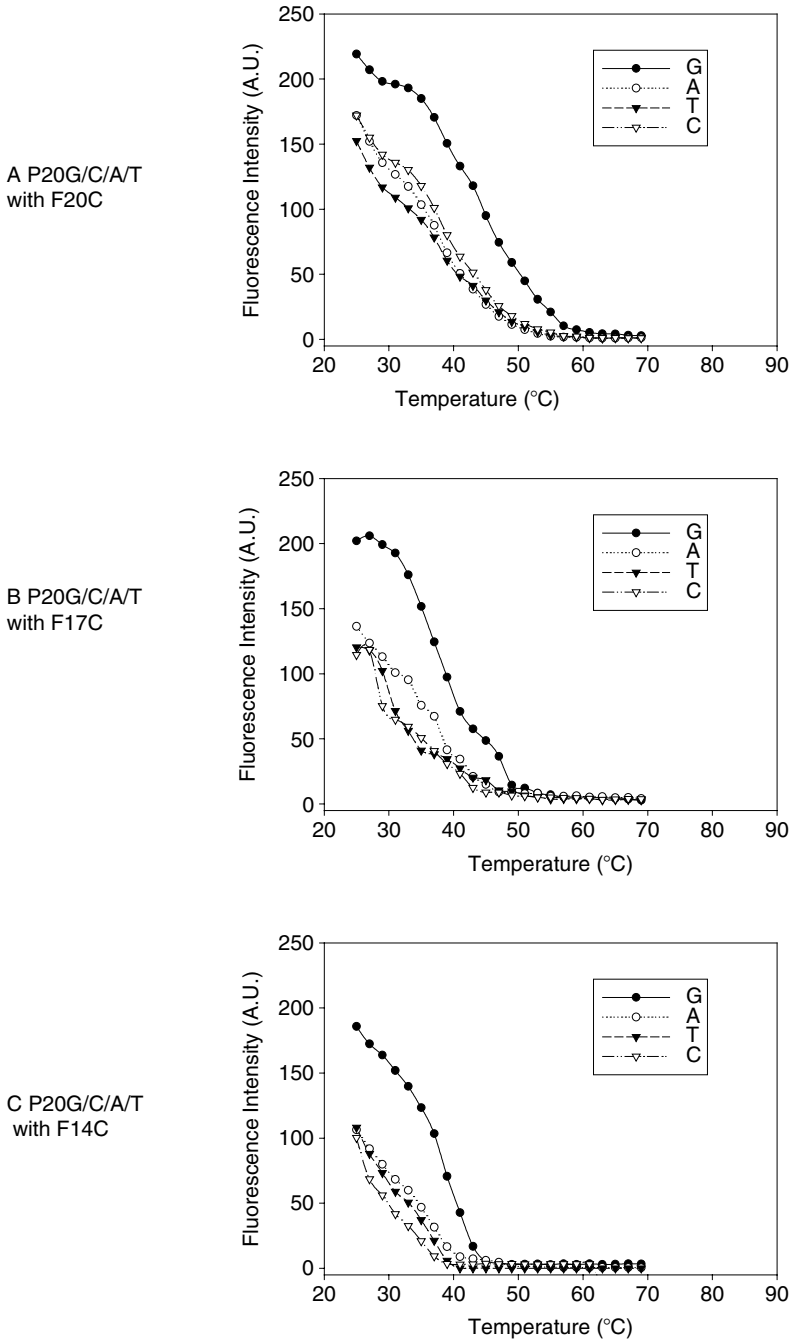 A P20G/C/A/T
with F20C
Fluorescence Intensity (A.U.)
250
200
150
100
50
0
G
A
T
C
20 30 40 50 60 70 80 90
Temperature (°C)
B P20G/C/A/T
with F17C
Fluorescence Intensity (A.U.)
250
200
150
100
50
0
G
A
T
C
20 30 40 50 60 70 80 90
Temperature (°C)
C P20G/C/A/T
with F14C
Fluorescence Intensity (A.U.)
250
200
150
100
50
0
G
A
T
C
20 30 40 50 60 70 80 90
Temperature (°C)